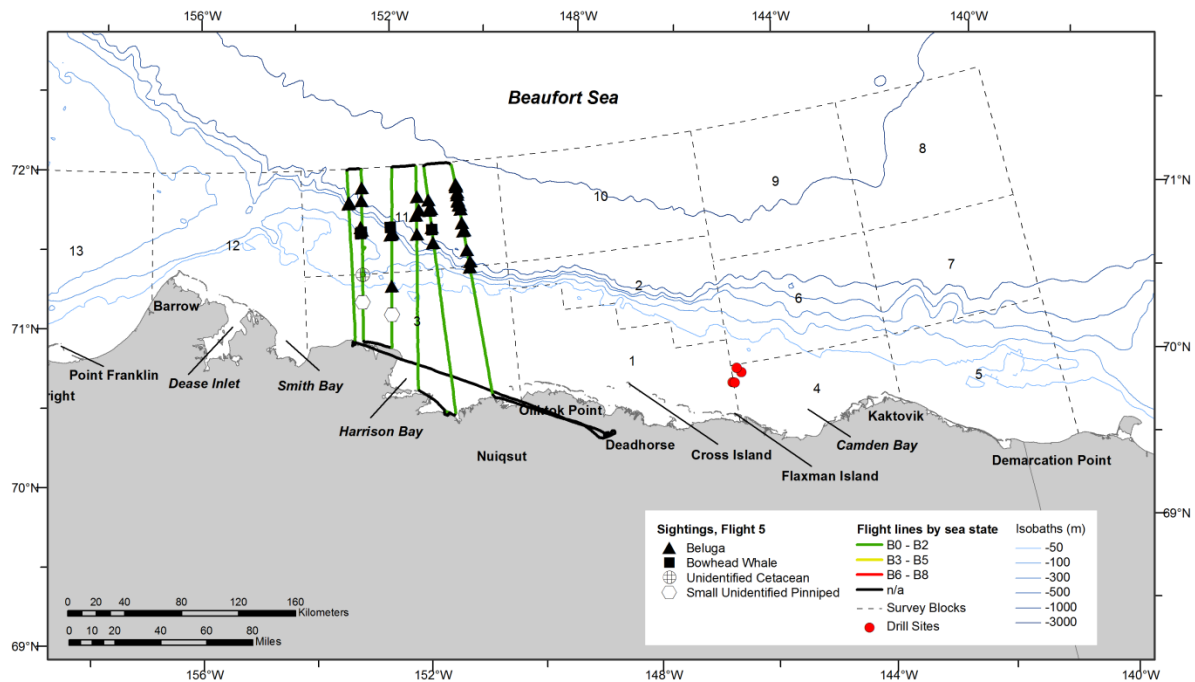 156°W 152°W 148°W 144°W 140°W
Beaufort Sea
72°N
71°N
8
9
10
11
12
13
7
6
2
3
1
5
4
Barrow
71°N
70°N
Point Franklin
right
Dease Inlet
Smith Bay
Harrison Bay
Oliktok Point
Kaktovik
Nuiqsut
Deadhorse
Cross Island
Camden Bay
Flaxman Island
Demarcation Point
70°N
69°N
69°N
Sightings, Flight 5
Beluga
Bowhead Whale
Unidentified Cetacean
Small Unidentified Pinniped
Flight lines by sea state
B0 - B2
B3 - B5
B6 - B8
n/a
Survey Blocks
Drill Sites
Isobaths (m)
-50
-100
-300
-500
-1000
-3000
0 20 40 80 120 160
Kilometers
0 10 20 40 60 80
Miles
156°W 152°W 148°W 144°W 140°W